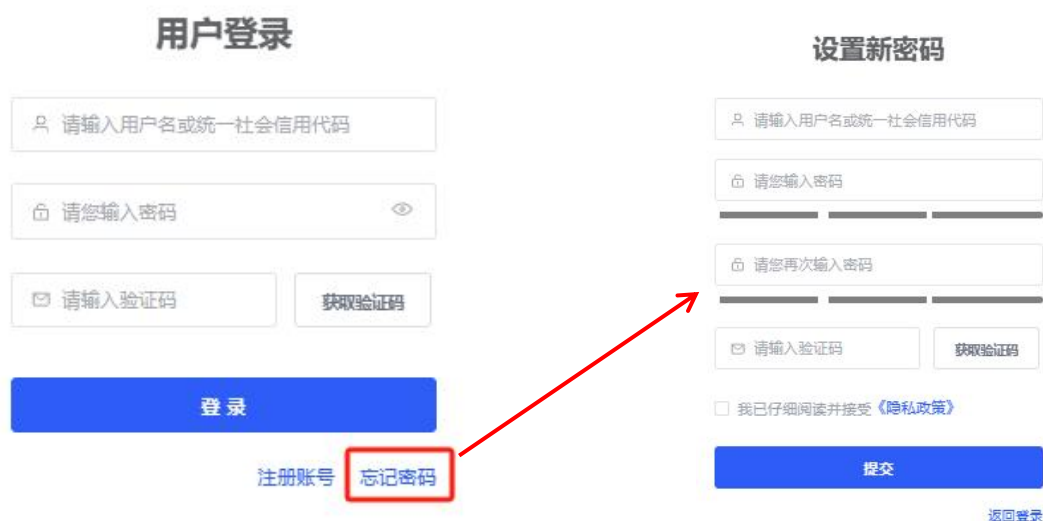 用户登录
请输入用户名或统一社会信用代码
请您输入密码
请输入验证码
获取验证码
登 录
注册账号
忘记密码
设置新密码
请输入用户名或统一社会信用代码
请您输入密码
请您再次输入密码
请输入验证码
获取验证码
我已仔细阅读并接受《隐私政策》
提交
返回登录